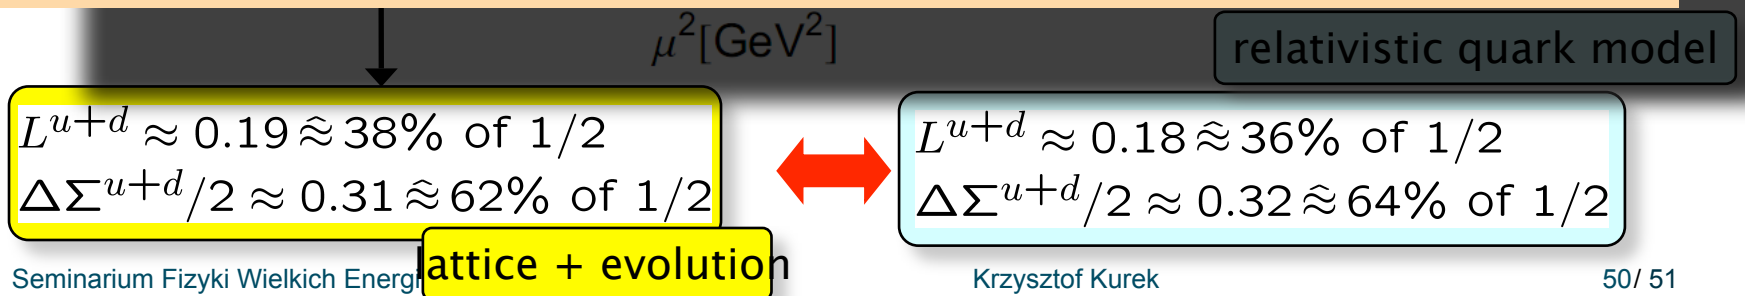 μ²[GeV²]
relativistic quark model
L^{u+d} ≈ 0.19 ≈̂ 38% of 1/2
ΔΣ^{u+d}/2 ≈ 0.31 ≈̂ 62% of 1/2
L^{u+d} ≈ 0.18 ≈̂ 36% of 1/2
ΔΣ^{u+d}/2 ≈ 0.32 ≈̂ 64% of 1/2
lattice + evolution
Seminarium Fizyki Wielkich Energi
Krzysztof Kurek
50/ 51